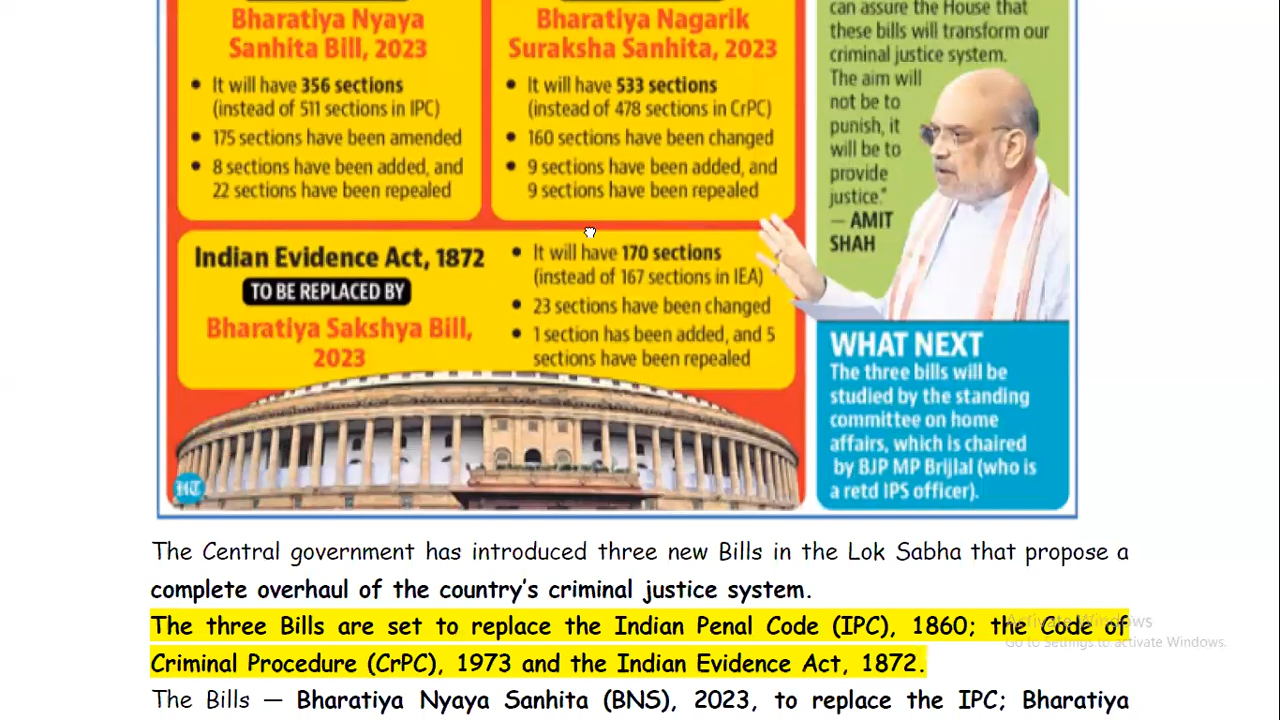 Bharatiya Nyaya
Sanhita Bill, 2023
• It will have 356 sections
(instead of 511 sections in IPC)
• 175 sections have been amended
• 8 sections have been added, and
22 sections have been repealed
Bharatiya Nagarik
Suraksha Sanhita, 2023
• It will have 533 sections
(instead of 478 sections in CrPC)
• 160 sections have been changed
• 9 sections have been added, and
9 sections have been repealed
Indian Evidence Act, 1872
TO BE REPLACED BY
Bharatiya Sakshya Bill,
2023
• It will have 170 sections
(instead of 167 sections in IEA)
• 23 sections have been changed
• 1 section has been added, and 5
sections have been repealed
HT
can assure the House that
these bills will transform our
criminal justice system.
The aim will
not be to
punish, it
will be to
provide
justice."
— AMIT
SHAH
WHAT NEXT
The three bills will be
studied by the standing
committee on home
affairs, which is chaired
by BJP MP Brijlal (who is
a retd IPS officer).
The Central government has introduced three new Bills in the Lok Sabha that propose a
complete overhaul of the country's criminal justice system.
The three Bills are set to replace the Indian Penal Code (IPC), 1860; the Code of
Criminal Procedure (CrPC), 1973 and the Indian Evidence Act, 1872.
The Bills — Bharatiya Nyaya Sanhita (BNS), 2023, to replace the IPC; Bharatiya
Activate Windows
Go to Settings to activate Windows.